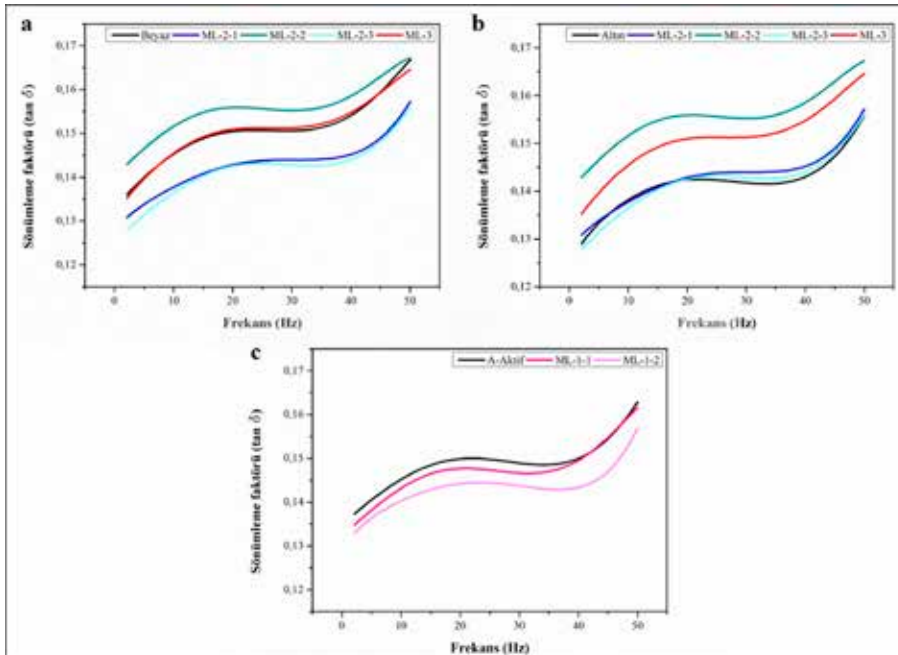 a
Beyaz ML-2-1 ML-2-2 ML-2-3 ML-3
0,17
0,16
0,15
0,14
0,13
0,12
Sönümleme faktörü (tan δ)
0 10 20 30 40 50
Frekans (Hz)
b
Altın ML-2-1 ML-2-2 ML-2-3 ML-3
0,17
0,16
0,15
0,14
0,13
0,12
Sönümleme faktörü (tan δ)
0 10 20 30 40 50
Frekans (Hz)
c
A-Aktif ML-1-1 ML-1-2
0,17
0,16
0,15
0,14
0,13
0,12
Sönümleme faktörü (tan δ)
0 10 20 30 40 50
Frekans (Hz)